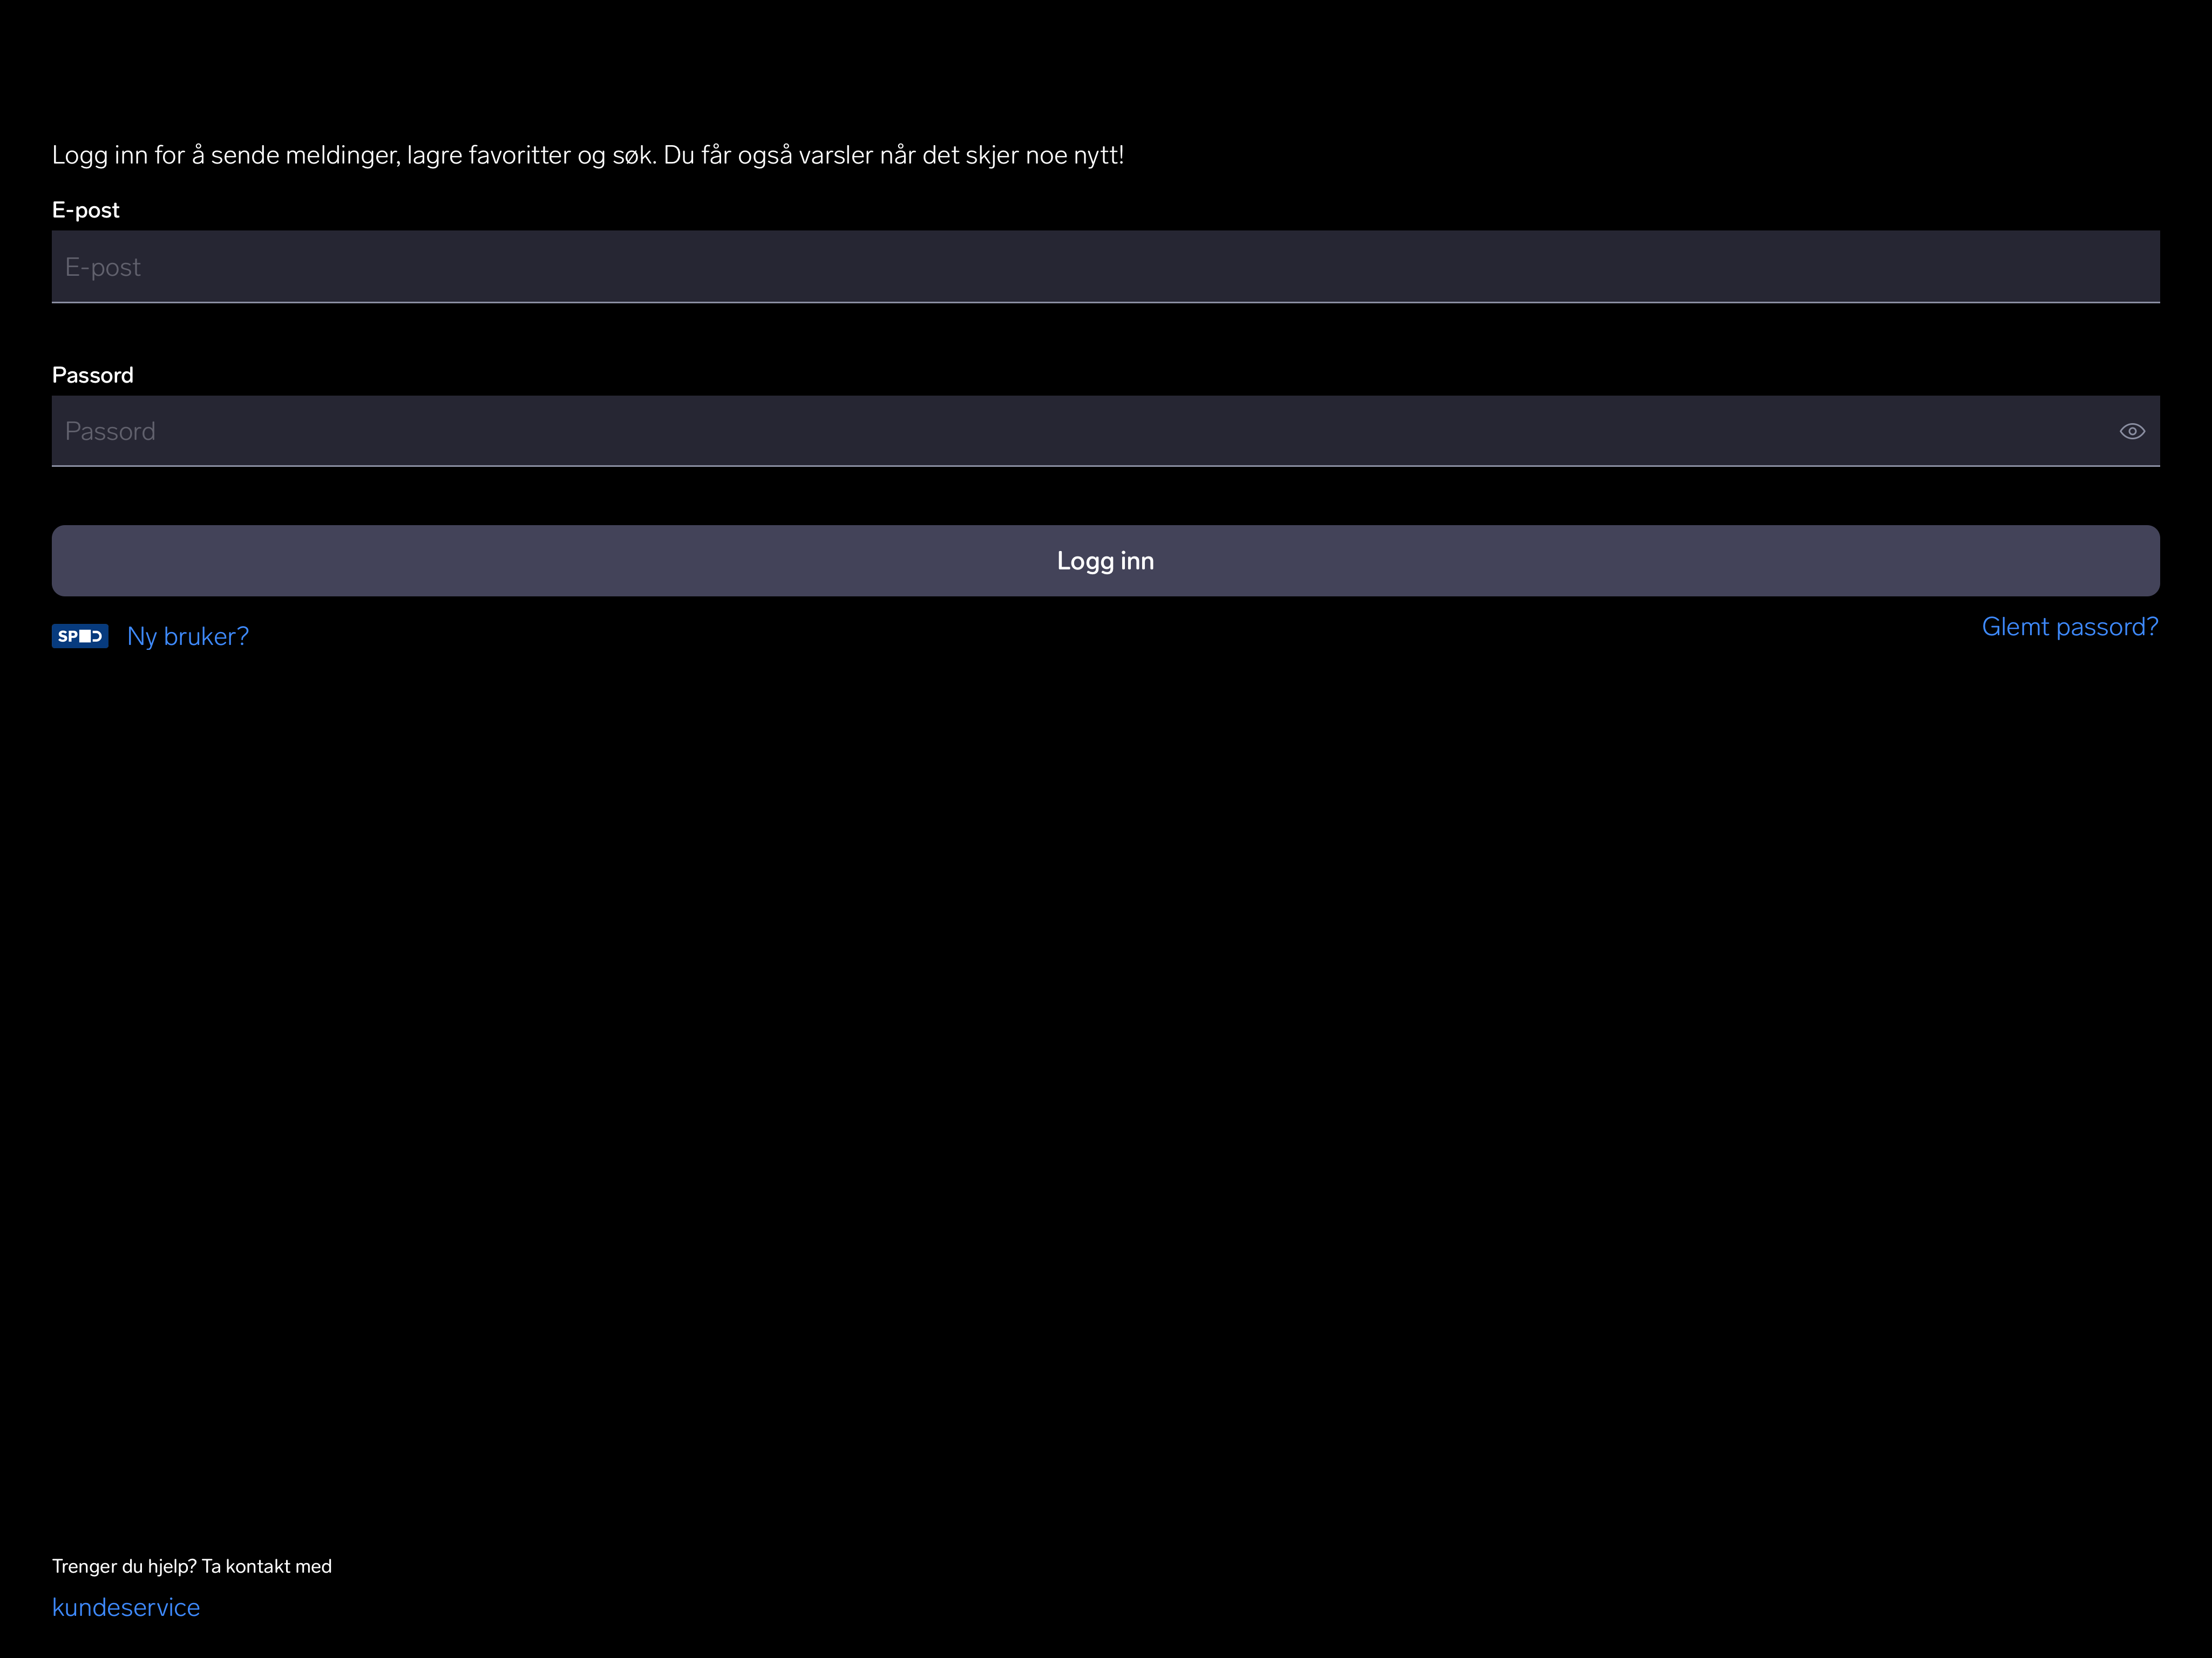 Logg inn for å sende meldinger, lagre favoritter og søk. Du får også varsler når det skjer noe nytt!
E-post
E-post
Passord
Passord
Logg inn
Ny bruker?
Glemt passord?
Trenger du hjelp? Ta kontakt med
kundeservice